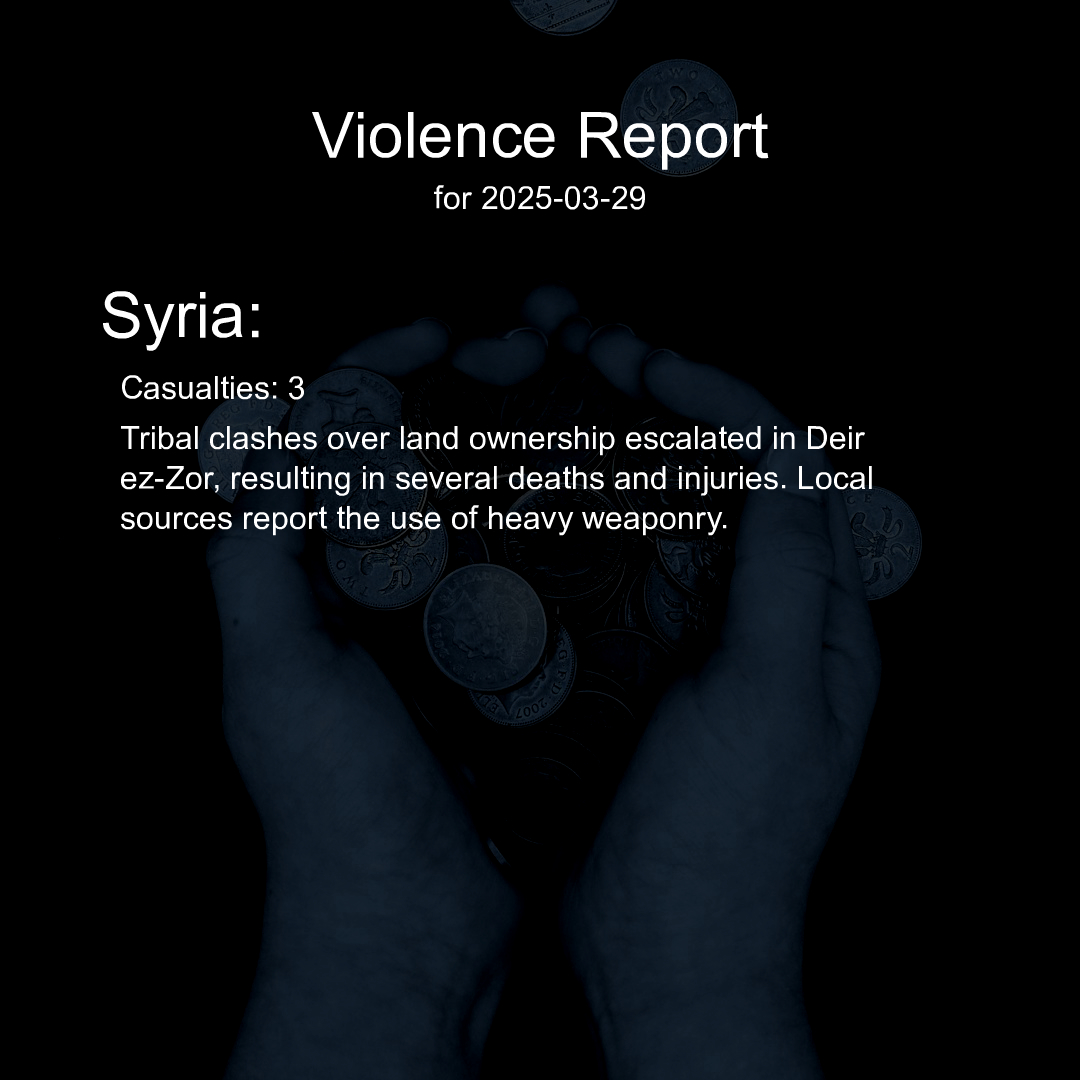 Violence Report
for 2025-03-29
Syria:
Casualties: 3
Tribal clashes over land ownership escalated in Deir
ez-Zor, resulting in several deaths and injuries. Local
sources report the use of heavy weaponry.